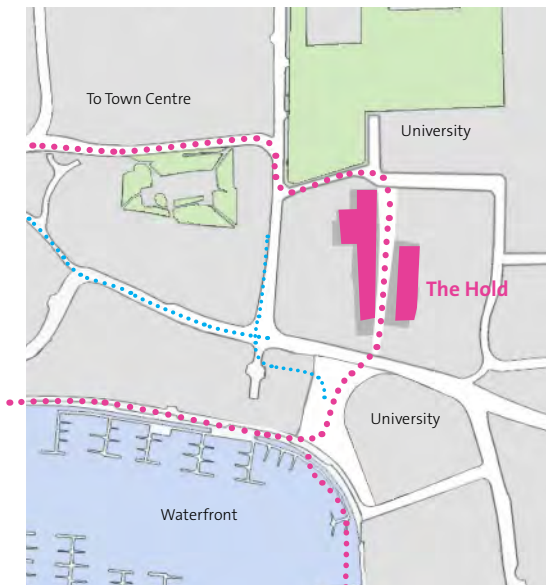 To Town Centre
University
The Hold
University
Waterfront